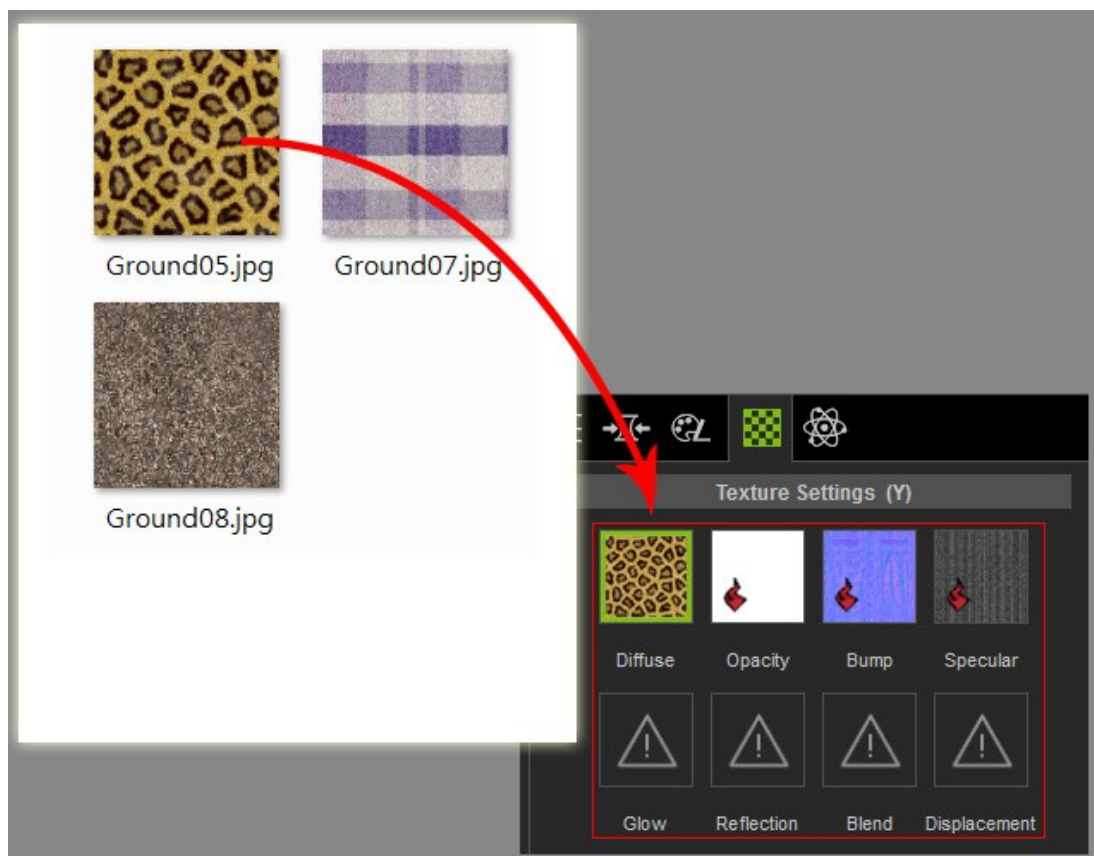 Ground05.jpg Ground07.jpg
Ground08.jpg
Texture Settings (Y)
Diffuse Opacity Bump Specular
Glow Reflection Blend Displacement